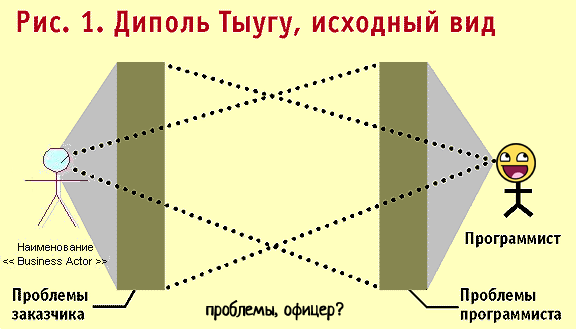 Рис. 1. Диполь Тыугу, исходный вид
Наименование
<< Business Actor >>
Программист
Проблемы
заказчика
проблемы, офицер?
Проблемы
программиста